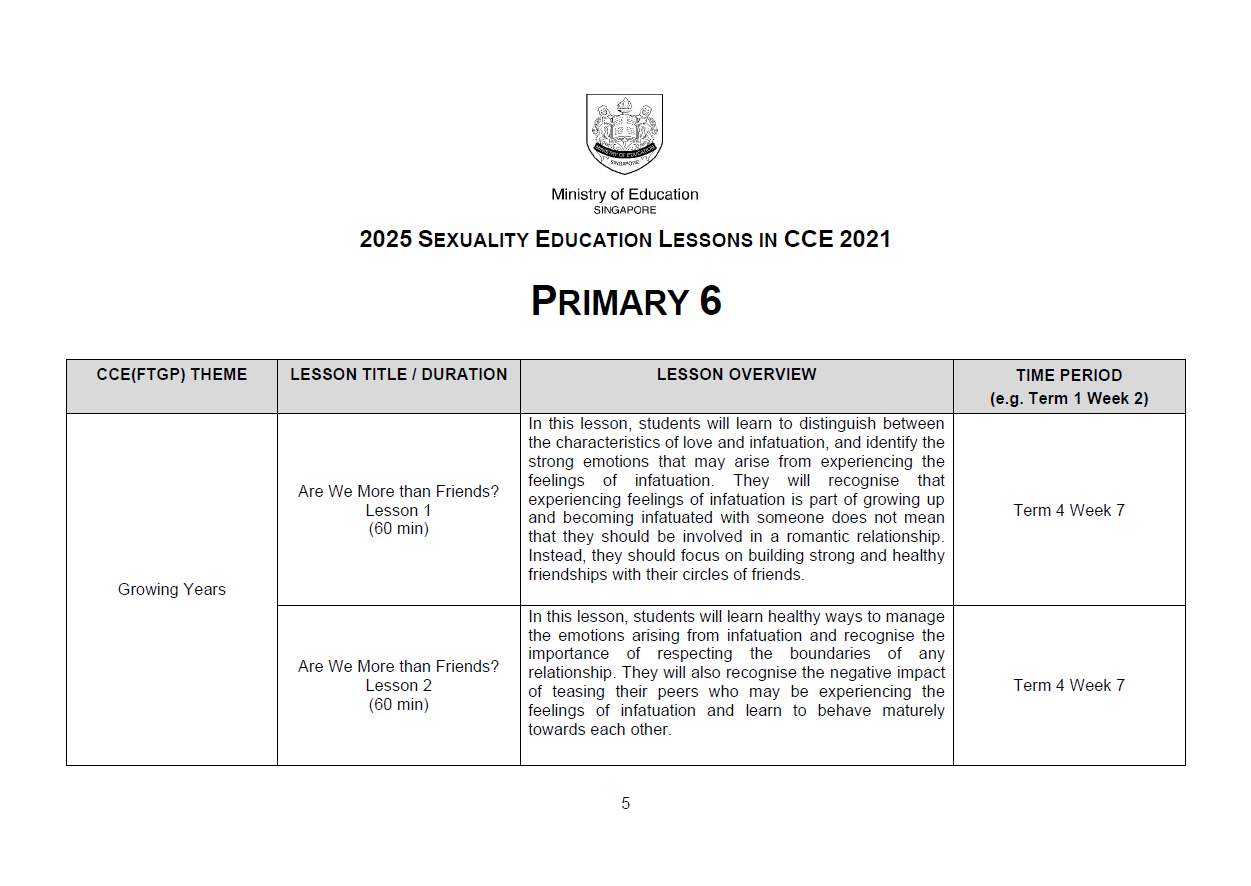 MINISTRY OF EDUCATION
SINGAPORE
Ministry of Education
SINGAPORE
2025 SEXUALITY EDUCATION LESSONS IN CCE 2021
PRIMARY 6
CCE(FTGP) THEME
LESSON TITLE / DURATION
LESSON OVERVIEW
TIME PERIOD
(e.g. Term 1 Week 2)
Growing Years
Are We More than Friends?
Lesson 1
(60 min)
In this lesson, students will learn to distinguish between
the characteristics of love and infatuation, and identify the
strong emotions that may arise from experiencing the
feelings of infatuation. They will recognise that
experiencing feelings of infatuation is part of growing up
and becoming infatuated with someone does not mean
that they should be involved in a romantic relationship.
Instead, they should focus on building strong and healthy
friendships with their circles of friends.
Term 4 Week 7
Are We More than Friends?
Lesson 2
(60 min)
In this lesson, students will learn healthy ways to manage
the emotions arising from infatuation and recognise the
importance of respecting the boundaries of any
relationship. They will also recognise the negative impact
of teasing their peers who may be experiencing the
feelings of infatuation and learn to behave maturely
towards each other.
Term 4 Week 7
5